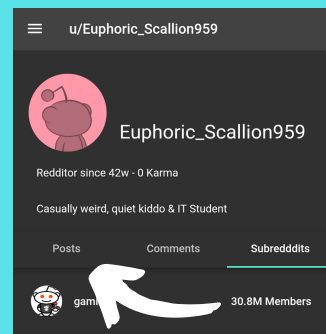 u/Euphoric_Scallion959
Euphoric_Scallion959
Redditor since 42w - 0 Karma
Casually weird, quiet kiddo & IT Student
Posts Comments Subredddits
30.8M Members